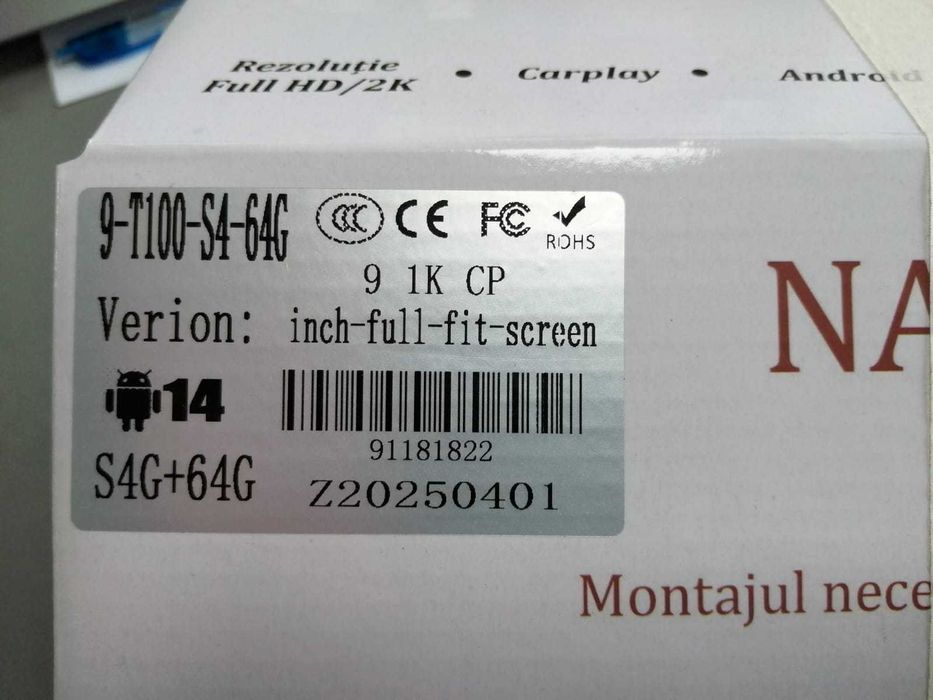 Rezoluție
Full HD/2K • Carplay • Android
9-T100-S4-64G CCC CE FC ROHS
9 1K CP
Verion: inch-full-fit-screen
14
91181822
S4G+64G Z20250401
NA
Montajul nece